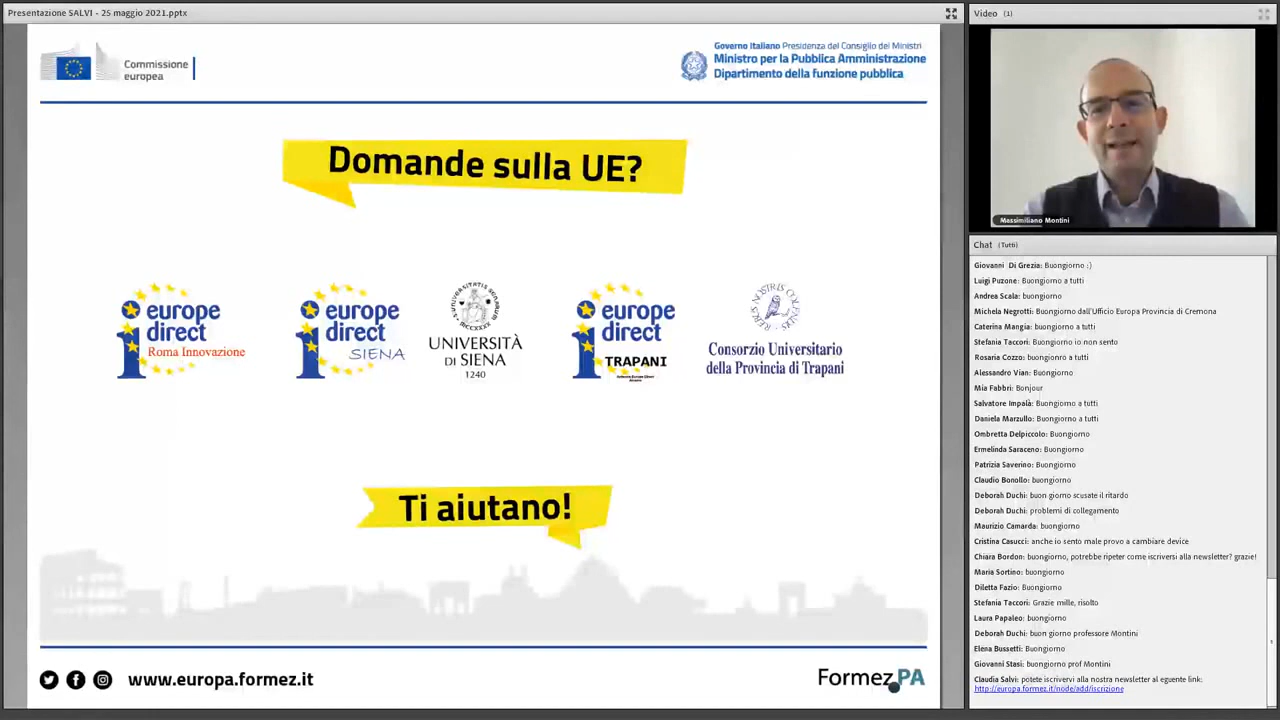 Presentazione SALVI - 25 maggio 2021.pptx
Commissione
europea
Governo Italiano Presidenza del Consiglio dei Ministri
Ministro per la Pubblica Amministrazione
Dipartimento della funzione pubblica
Domande sulla UE?
europe
direct
Roma Innovazione
europe
direct
SIENA
UNIVERSITÀ
DI SIENA
1240
europe
direct
TRAPANI
Consorzio Universitario
della Provincia di Trapani
Ti aiutano!
www.europa.formez.it
Formez PA
Video (1)
Massimiliano Montini
Chat (Tutti)
Giovanni Di Grezia: Buongiorno :)
Luigi Puzone: Buongiorno a tutti
Andrea Scala: buongiorno
Michela Negrotti: Buongiorno dall'Ufficio Europa Provincia di Cremona
Caterina Mangia: buongiorno a tutti
Stefania Taccori: Buongiorno io non sento
Rosaria Cozzo: buongionro a tutti
Alessandro Vian: Buongiorno
Mia Fabbri: Bonjour
Salvatore Impalà: Buongiorno a tutti
Daniela Marzullo: Buongiorno a tutti
Ombretta Delpiccolo: Buongiorno
Ermelinda Saraceno: Buongiorno
Patrizia Saverino: Buongiorno
Claudio Bonollo: buongiorno
Deborah Duchi: buon giorno scusate il ritardo
Deborah Duchi: problemi di collegamento
Maurizio Camarda: buongiorno
Cristina Casucci: anche io sento male provo a cambiare device
Chiara Bordon: buongiorno, potrebbe ripeter come iscriversi alla newsletter? grazie!
Maria Sortino: buongiorno
Diletta Fazio: Buongiorno
Stefania Taccori: Grazie mille, risolto
Laura Papaleo: buongiorno
Deborah Duchi: buon giorno professore Montini
Elena Bussetti: Buongiorno
Giovanni Stasi: buongiorno prof Montini
Claudia Salvi: potete iscrivervi alla nostra newsletter al eguente link:
http://europa.formez.it/node/add/iscrizione